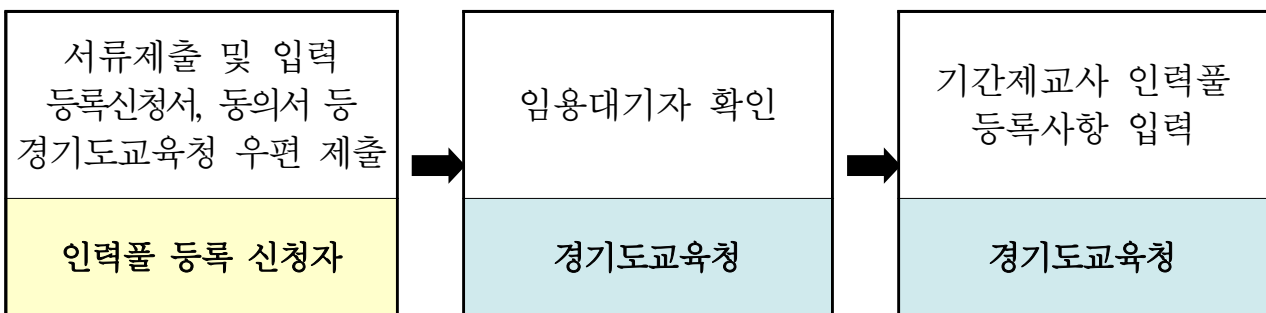 서류제출 및 입력
등록신청서, 동의서 등
경기도교육청 우편 제출
인력풀 등록 신청자
임용대기자 확인
경기도교육청
기간제교사 인력풀
등록사항 입력
경기도교육청